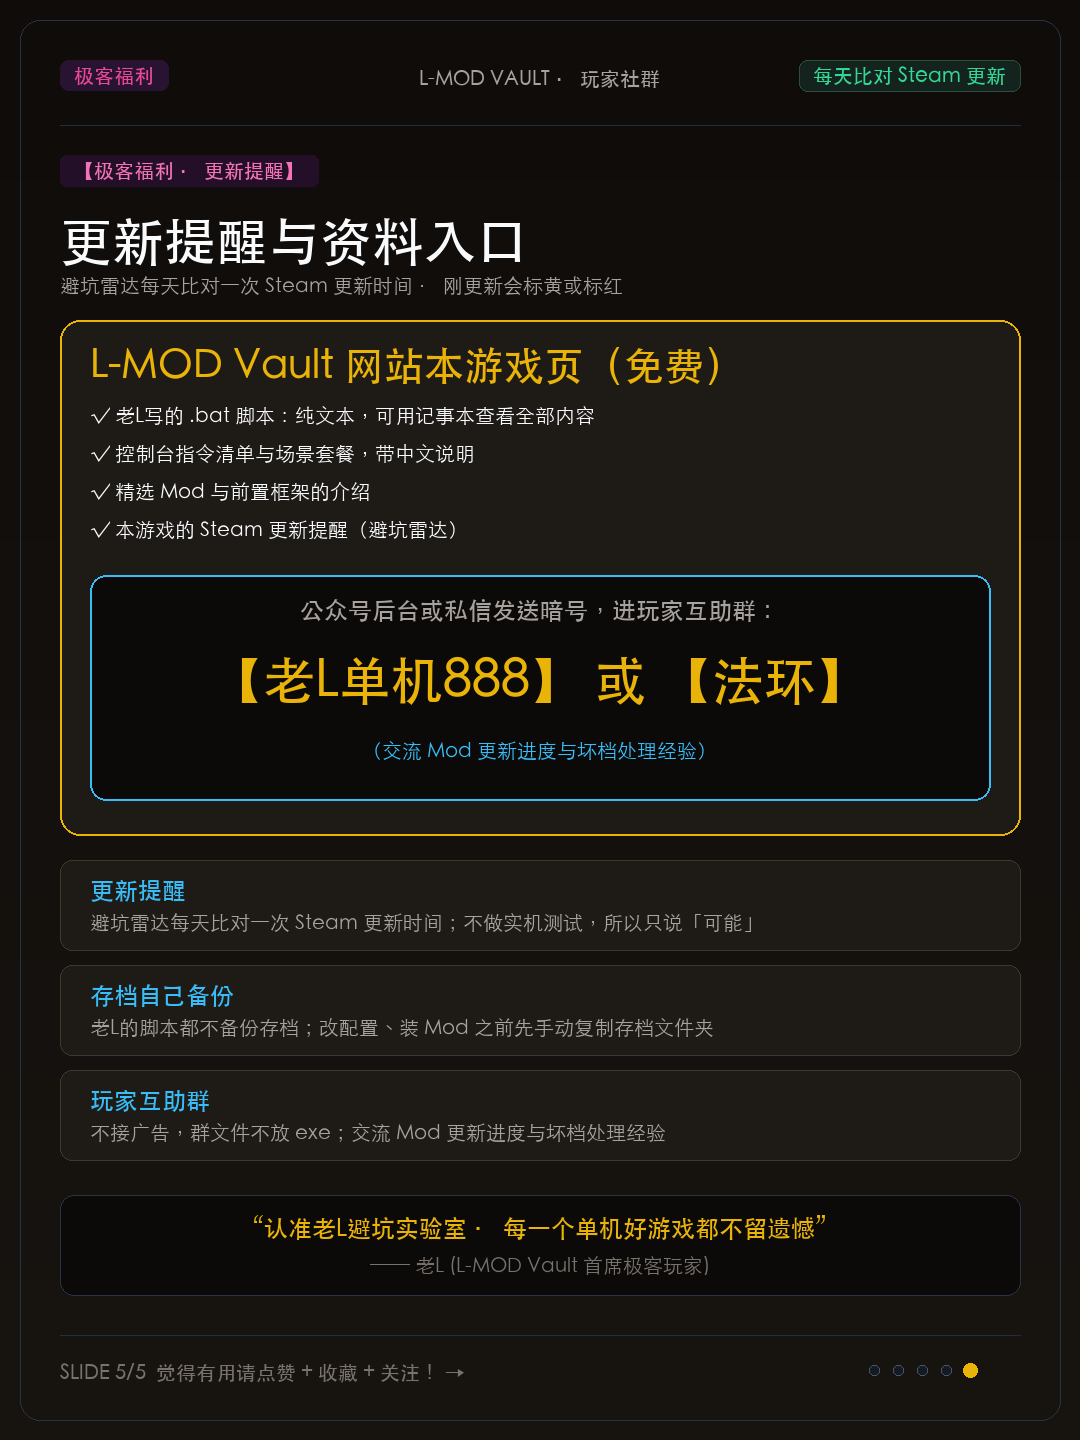 极客福利
L-MOD VAULT · 玩家社群
每天比对 Steam 更新
【极客福利 · 更新提醒】
更新提醒与资料入口
避坑雷达每天比对一次 Steam 更新时间 · 刚更新会标黄或标红
L-MOD Vault 网站本游戏页（免费）
✓ 老L写的 .bat 脚本：纯文本，可用记事本查看全部内容
✓ 控制台指令清单与场景套餐，带中文说明
✓ 精选 Mod 与前置框架的介绍
✓ 本游戏的 Steam 更新提醒（避坑雷达）
公众号后台或私信发送暗号，进玩家互助群：
【老L单机888】 或 【法环】
（交流 Mod 更新进度与坏档处理经验）
更新提醒
避坑雷达每天比对一次 Steam 更新时间；不做实机测试，所以只说「可能」
存档自己备份
老L的脚本都不备份存档；改配置、装 Mod 之前先手动复制存档文件夹
玩家互助群
不接广告，群文件不放 exe；交流 Mod 更新进度与坏档处理经验
“认准老L避坑实验室 · 每一个单机好游戏都不留遗憾”
—— 老L (L-MOD Vault 首席极客玩家)
SLIDE 5/5 觉得有用请点赞 + 收藏 + 关注！ →